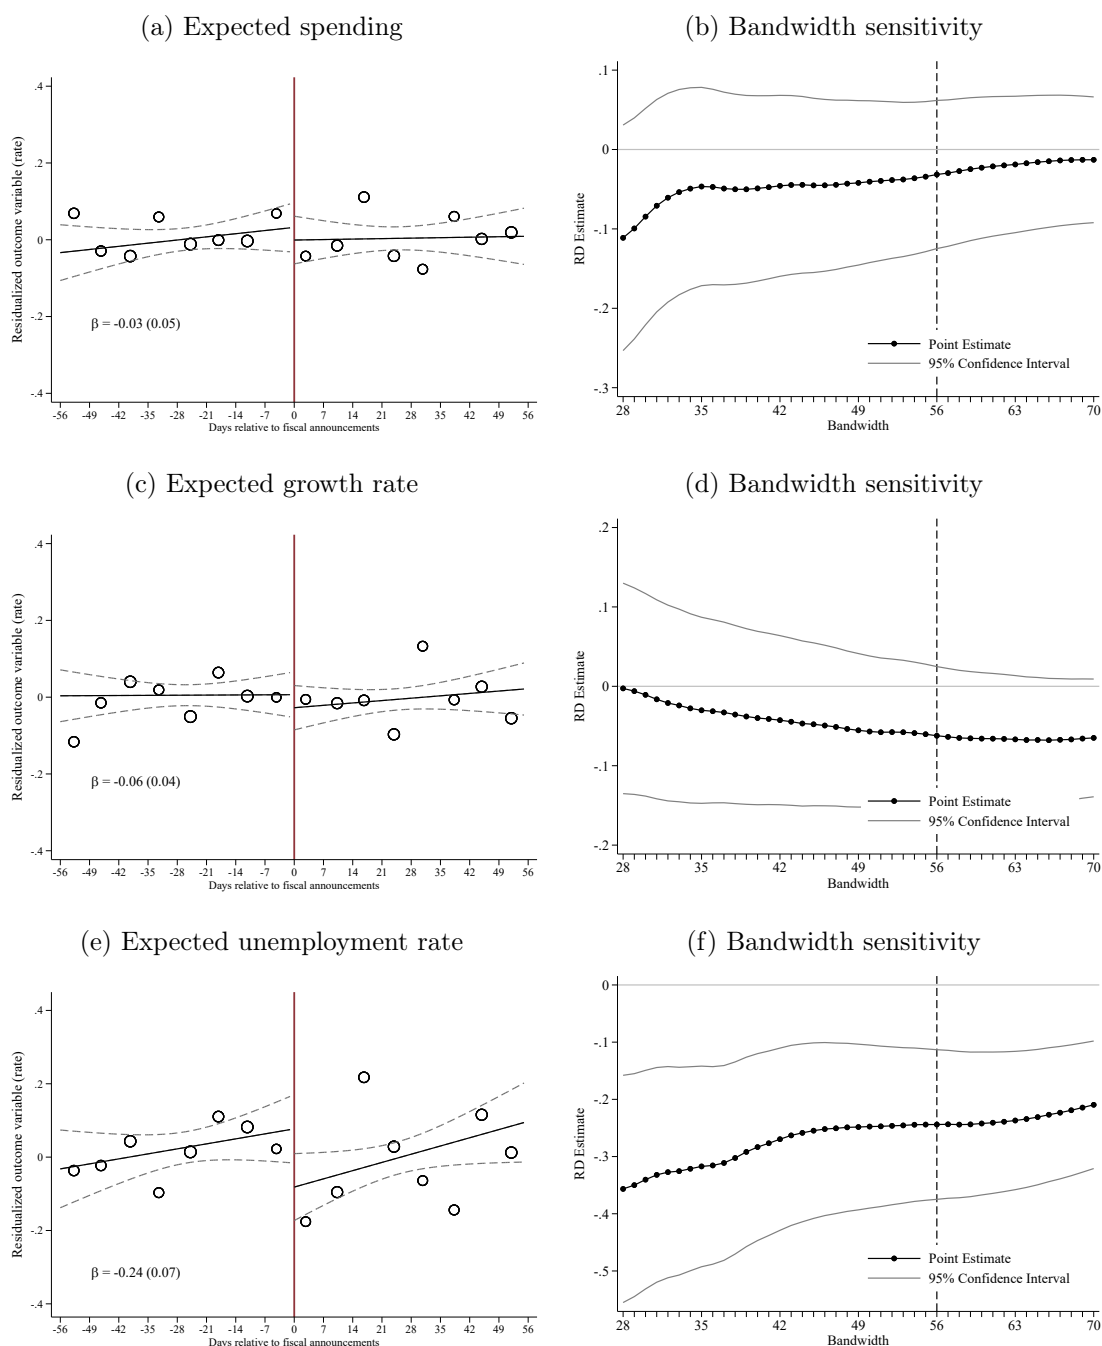 (a) Expected spending
Residualized outcome variable (rate)
.4
.2
0
-.2
-.4
β = -0.03 (0.05)
-56 -49 -42 -35 -28 -21 -14 -7 0 7 14 21 28 35 42 49 56
Days relative to fiscal announcements
(b) Bandwidth sensitivity
RD Estimate
.1
0
-.1
-.2
-.3
Point Estimate
95% Confidence Interval
28 35 42 49 56 63 70
Bandwidth
(c) Expected growth rate
Residualized outcome variable (rate)
.4
.2
0
-.2
-.4
β = -0.06 (0.04)
-56 -49 -42 -35 -28 -21 -14 -7 0 7 14 21 28 35 42 49 56
Days relative to fiscal announcements
(d) Bandwidth sensitivity
RD Estimate
.2
.1
0
-.1
-.2
Point Estimate
95% Confidence Interval
28 35 42 49 56 63 70
Bandwidth
(e) Expected unemployment rate
Residualized outcome variable (rate)
.4
.2
0
-.2
-.4
β = -0.24 (0.07)
-56 -49 -42 -35 -28 -21 -14 -7 0 7 14 21 28 35 42 49 56
Days relative to fiscal announcements
(f) Bandwidth sensitivity
RD Estimate
0
-.1
-.2
-.3
-.4
-.5
Point Estimate
95% Confidence Interval
28 35 42 49 56 63 70
Bandwidth